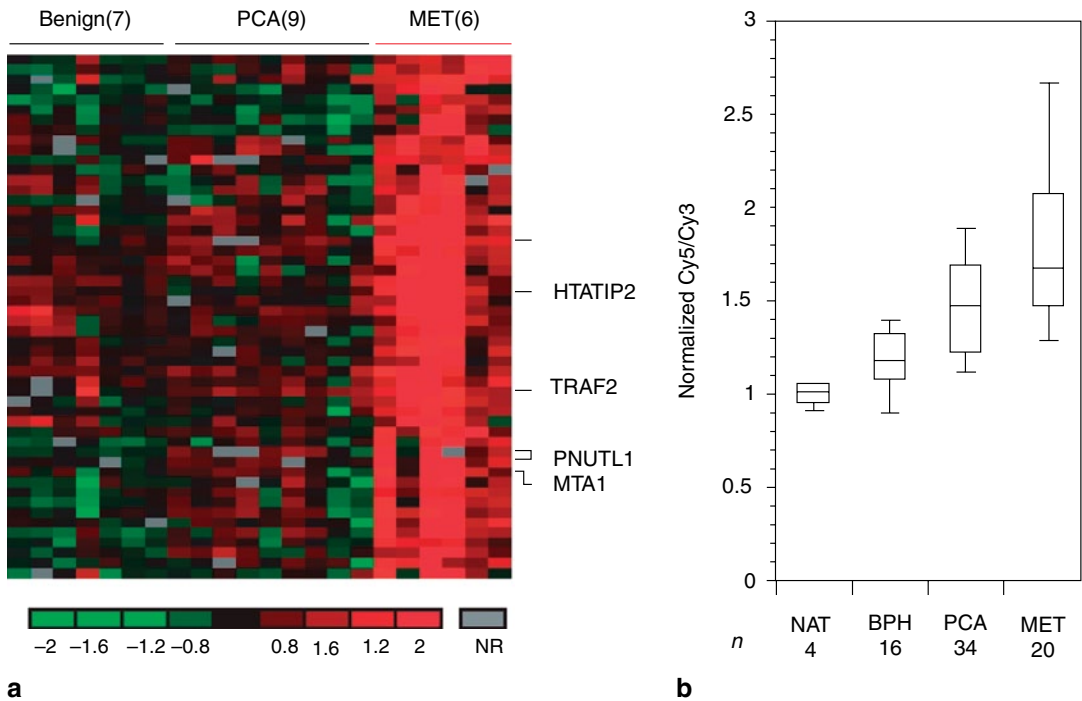 Benign(7) PCA(9) MET(6)
HTATIP2
TRAF2
PNUTL1
MTA1
–2 –1.6 –1.2 –0.8 0.8 1.6 1.2 2 NR
a
Normalized Cy5/Cy3
3
2.5
2
1.5
1
0.5
0
NAT BPH PCA MET
n 4 16 34 20
b